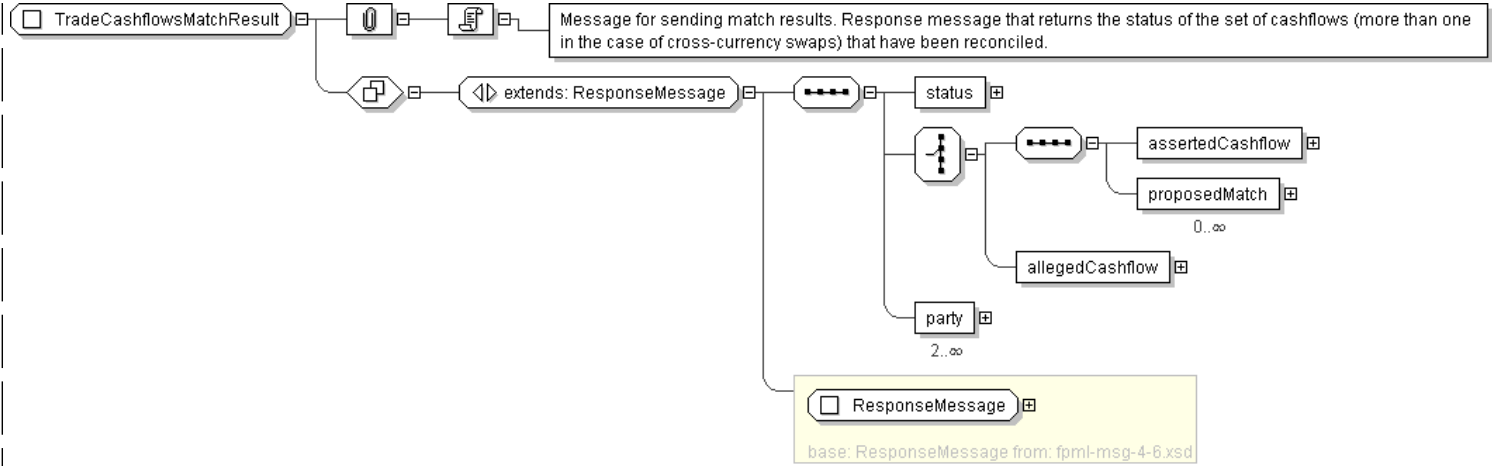 TradeCashflowsMatchResult
Message for sending match results. Response message that returns the status of the set of cashflows (more than one
in the case of cross-currency swaps) that have been reconciled.
extends: ResponseMessage
status
assertedCashflow
proposedMatch
0..∞
allegedCashflow
party
2..∞
ResponseMessage
base: ResponseMessage from: fpml-msg-4-6.xsd